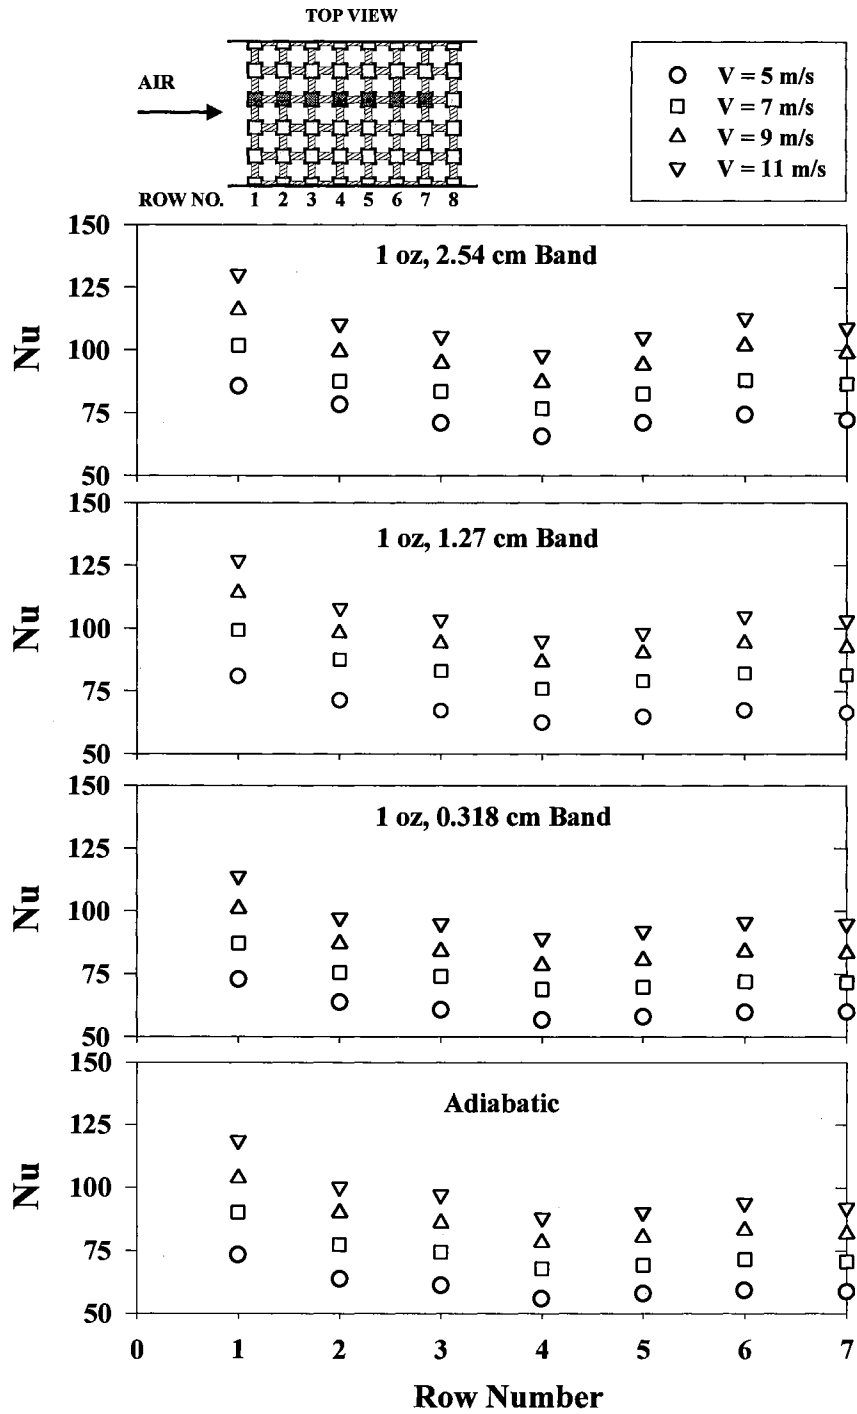 TOP VIEW
AIR
ROW NO. 1 2 3 4 5 6 7 8
V = 5 m/s
V = 7 m/s
V = 9 m/s
V = 11 m/s
150
125
100
75
50
Nu
1 oz, 2.54 cm Band
150
125
100
75
50
Nu
1 oz, 1.27 cm Band
150
125
100
75
50
Nu
1 oz, 0.318 cm Band
150
125
100
75
50
Nu
Adiabatic
0 1 2 3 4 5 6 7
Row Number